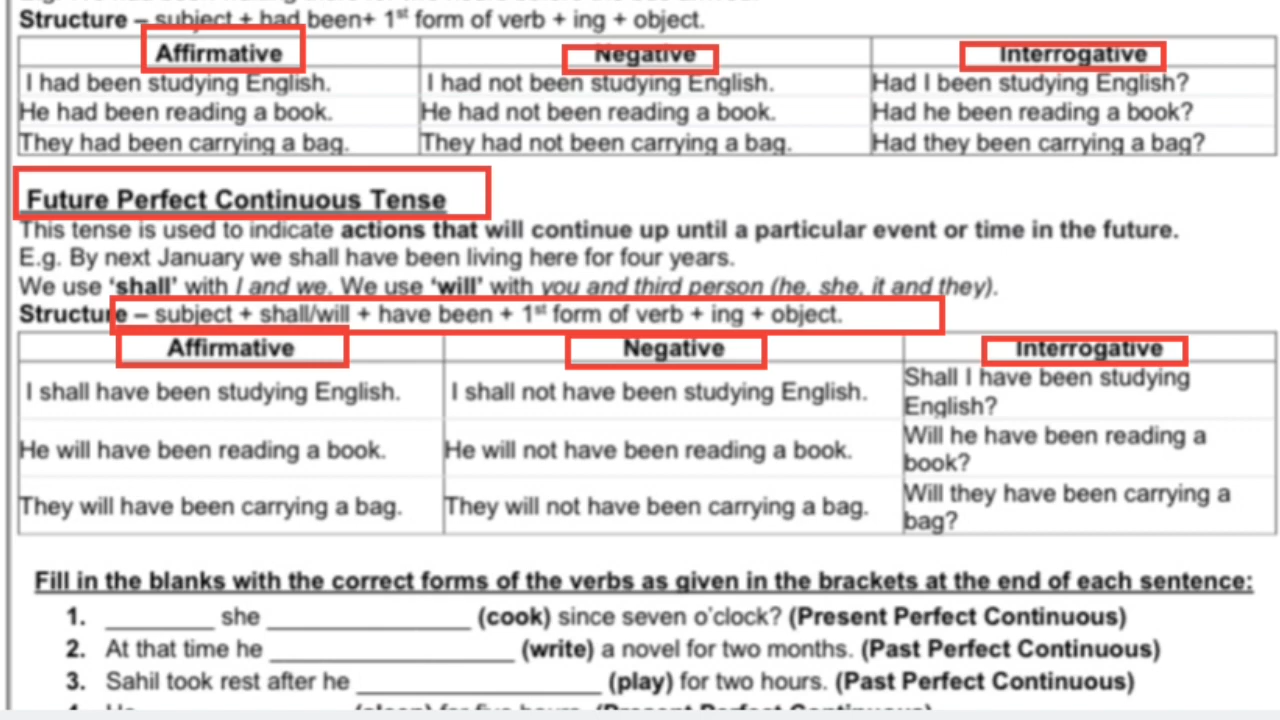 Structure – subject + had been+ 1st form of verb + ing + object.
Affirmative Negative Interrogative
I had been studying English. I had not been studying English. Had I been studying English?
He had been reading a book. He had not been reading a book. Had he been reading a book?
They had been carrying a bag. They had not been carrying a bag. Had they been carrying a bag?
Future Perfect Continuous Tense
This tense is used to indicate actions that will continue up until a particular event or time in the future.
E.g. By next January we shall have been living here for four years.
We use ‘shall’ with I and we. We use ‘will’ with you and third person (he, she, it and they).
Structure – subject + shall/will + have been + 1st form of verb + ing + object.
Affirmative Negative Interrogative
I shall have been studying English. I shall not have been studying English. Shall I have been studying
English?
He will have been reading a book. He will not have been reading a book. Will he have been reading a
book?
They will have been carrying a bag. They will not have been carrying a bag. Will they have been carrying a
bag?
Fill in the blanks with the correct forms of the verbs as given in the brackets at the end of each sentence:
1. ________ she _______________ (cook) since seven o’clock? (Present Perfect Continuous)
2. At that time he __________________ (write) a novel for two months. (Past Perfect Continuous)
3. Sahil took rest after he __________________ (play) for two hours. (Past Perfect Continuous)